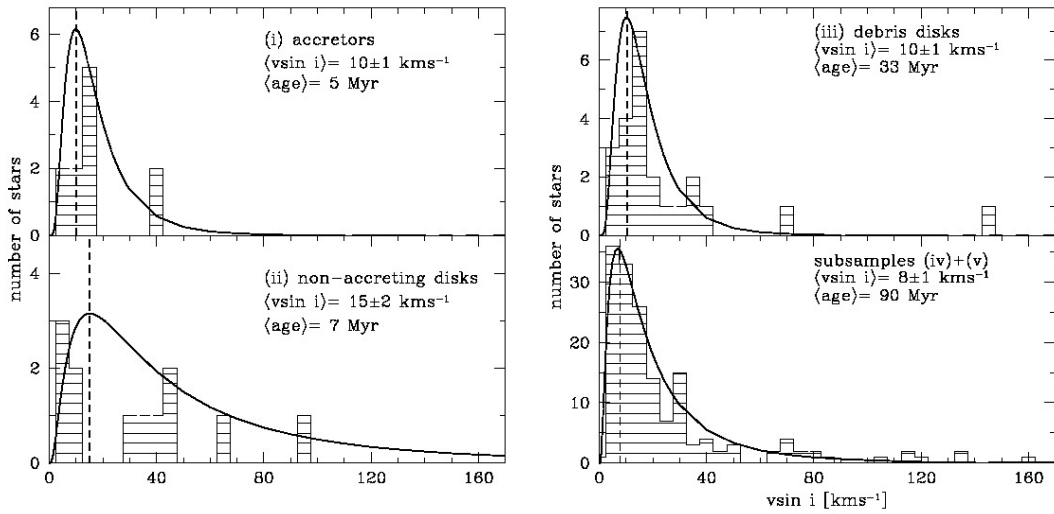 6
4
2
0
(i) accretors
⟨vsin i⟩= 10±1 kms⁻¹
⟨age⟩= 5 Myr
number of stars
4
2
0
(ii) non-accreting disks
⟨vsin i⟩= 15±2 kms⁻¹
⟨age⟩= 7 Myr
0 40 80 120 160
6
4
2
0
(iii) debris disks
⟨vsin i⟩= 10±1 kms⁻¹
⟨age⟩= 33 Myr
number of stars
30
20
10
0
subsamples (iv)+(v)
⟨vsin i⟩= 8±1 kms⁻¹
⟨age⟩= 90 Myr
0 40 80 120 160
vsin i [kms⁻¹]